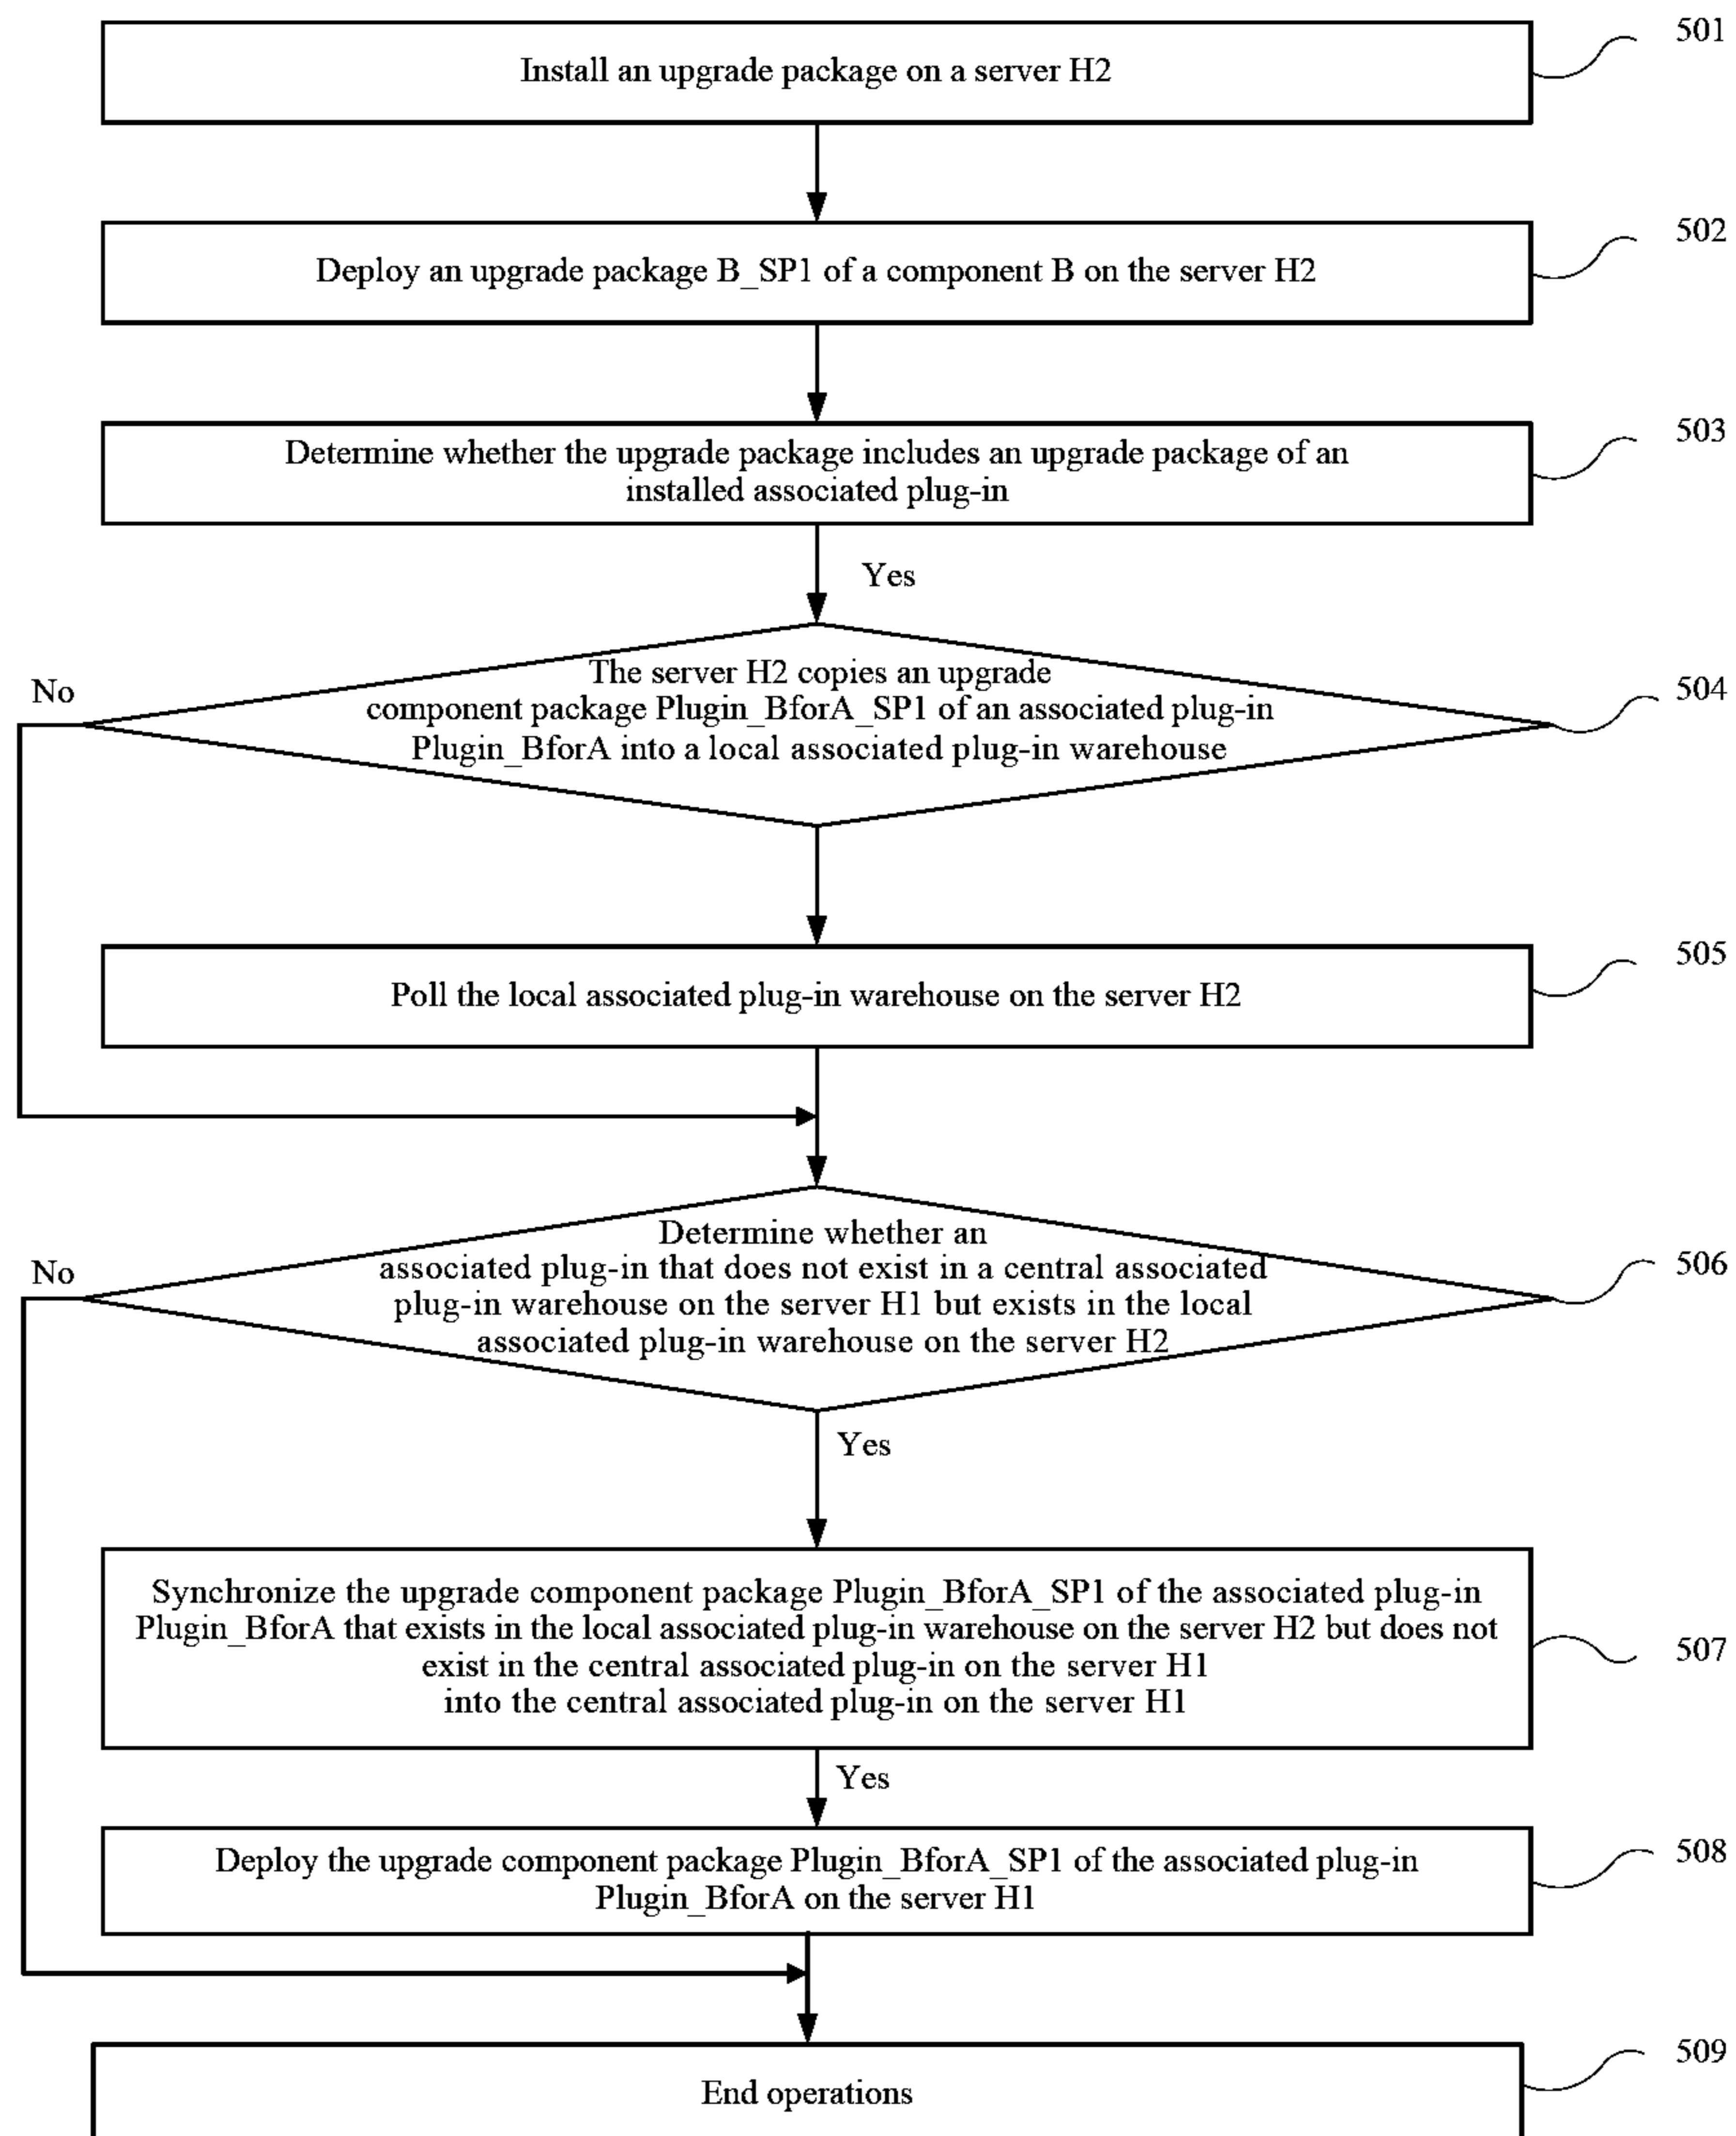 501
Install an upgrade package on a server H2
502
Deploy an upgrade package B_SP1 of a component B on the server H2
503
Determine whether the upgrade package includes an upgrade package of an
installed associated plug-in
Yes
No
The server H2 copies an upgrade
component package Plugin_BforA_SP1 of an associated plug-in
Plugin_BforA into a local associated plug-in warehouse
504
505
Poll the local associated plug-in warehouse on the server H2
No
Determine whether an
associated plug-in that does not exist in a central associated
plug-in warehouse on the server H1 but exists in the local
associated plug-in warehouse on the server H2
506
Yes
Synchronize the upgrade component package Plugin_BforA_SP1 of the associated plug-in
Plugin_BforA that exists in the local associated plug-in warehouse on the server H2 but does not
exist in the central associated plug-in on the server H1
into the central associated plug-in on the server H1
507
Yes
Deploy the upgrade component package Plugin_BforA_SP1 of the associated plug-in
Plugin_BforA on the server H1
508
509
End operations